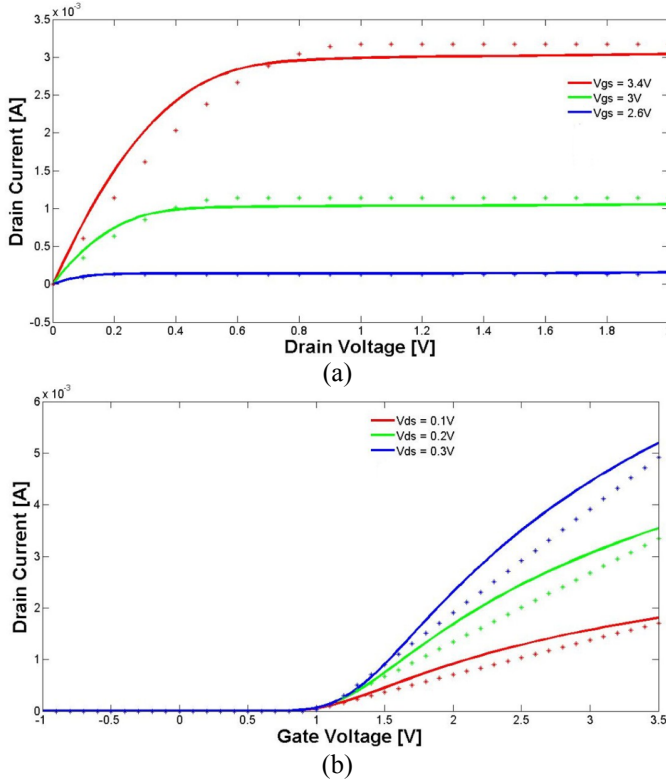 x 10⁻³
3.5
3
2.5
2
1.5
1
0.5
0
-0.5
Drain Current [A]
Vgs = 3.4V
Vgs = 3V
Vgs = 2.6V
0 0.2 0.4 0.6 0.8 1 1.2 1.4 1.6 1.8 2
Drain Voltage [V]
(a)
x 10⁻³
6
5
4
3
2
1
0
Drain Current [A]
Vds = 0.1V
Vds = 0.2V
Vds = 0.3V
-1 -0.5 0 0.5 1 1.5 2 2.5 3 3.5
Gate Voltage [V]
(b)